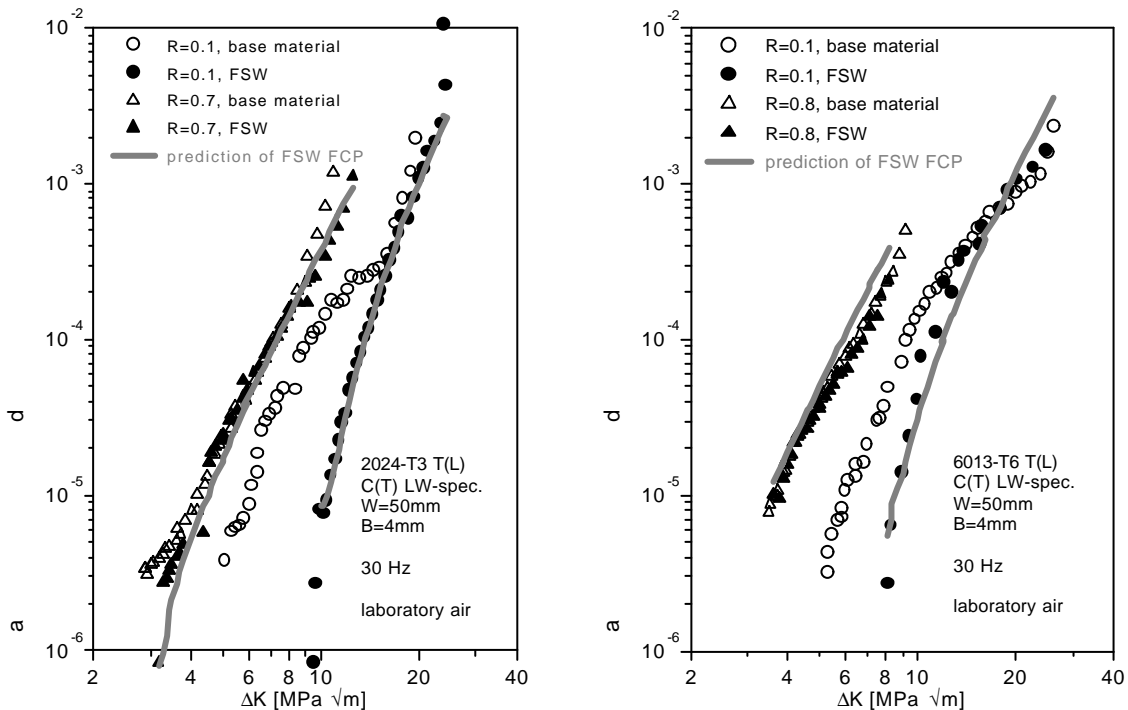 10-2
R=0.1, base material
R=0.1, FSW
R=0.7, base material
R=0.7, FSW
prediction of FSW FCP
10-3
10-4
d
10-5
a
10-6
2024-T3 T(L)
C(T) LW-spec.
W=50mm
B=4mm
30 Hz
laboratory air
2 4 6 8 10 20 40
ΔK [MPa √m]
10-2
R=0.1, base material
R=0.1, FSW
R=0.8, base material
R=0.8, FSW
prediction of FSW FCP
10-3
10-4
d
10-5
a
10-6
6013-T6 T(L)
C(T) LW-spec.
W=50mm
B=4mm
30 Hz
laboratory air
2 4 6 8 10 20 40
ΔK [MPa √m]